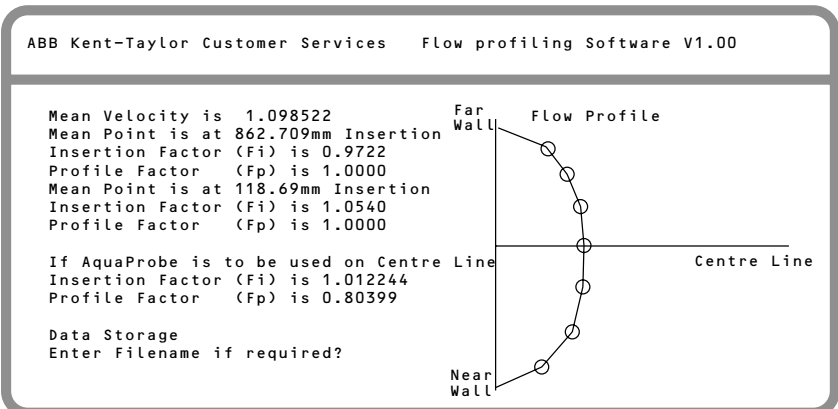 ABB Kent-Taylor Customer Services Flow profiling Software V1.00
Mean Velocity is 1.098522
Mean Point is at 862.709mm Insertion
Insertion Factor (Fi) is 0.9722
Profile Factor (Fp) is 1.0000
Mean Point is at 118.69mm Insertion
Insertion Factor (Fi) is 1.0540
Profile Factor (Fp) is 1.0000
If AquaProbe is to be used on Centre Line
Insertion Factor (Fi) is 1.012244
Profile Factor (Fp) is 0.80399
Data Storage
Enter Filename if required?
Far
Wall
Flow Profile
Centre Line
Near
Wall